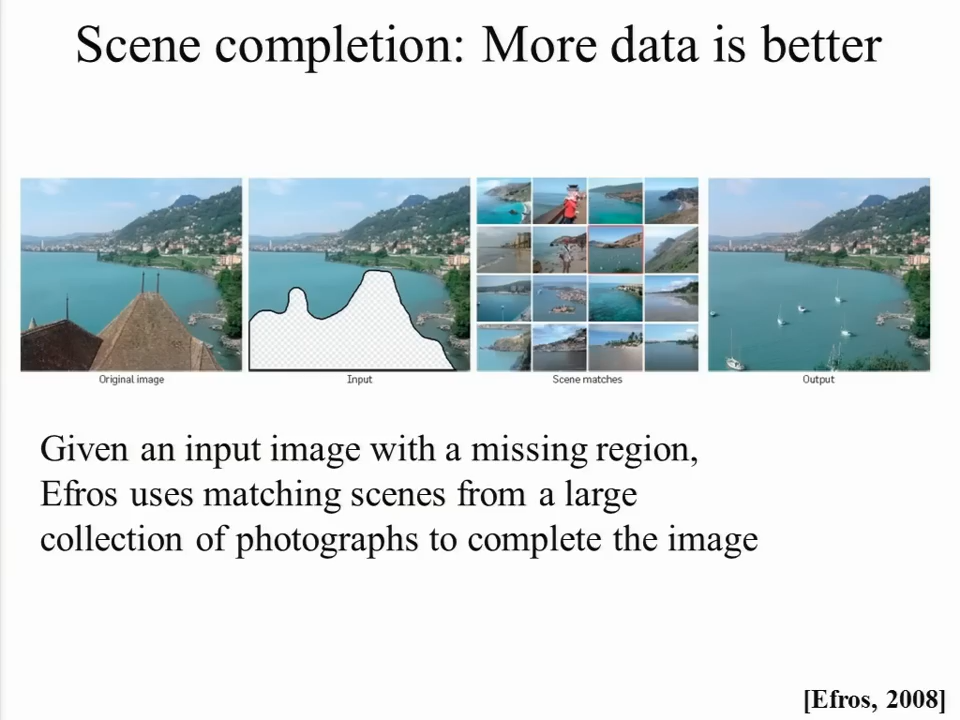 Scene completion: More data is better
Original image
Input
Scene matches
Output
Given an input image with a missing region,
Efros uses matching scenes from a large
collection of photographs to complete the image
[Efros, 2008]